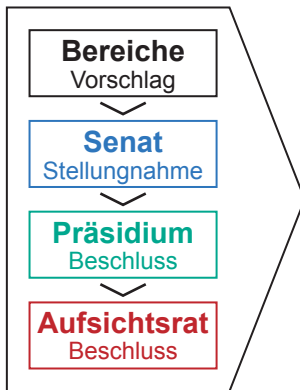 Bereiche
Vorschlag
Senat
Stellungnahme
Präsidium
Beschluss
Aufsichtsrat
Beschluss